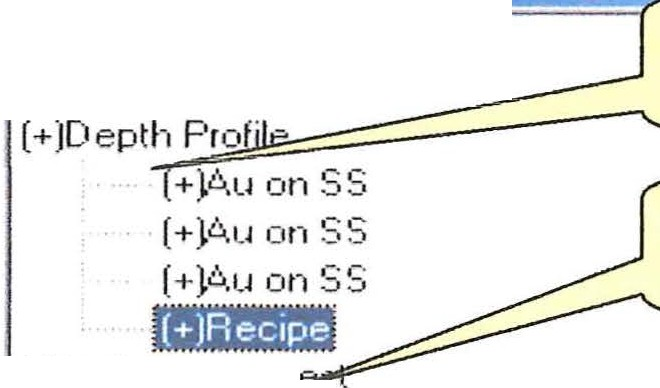 (+)Depth Profile
(+)Au on SS
(+)Au on SS
(+)Au on SS
(+)Recipe